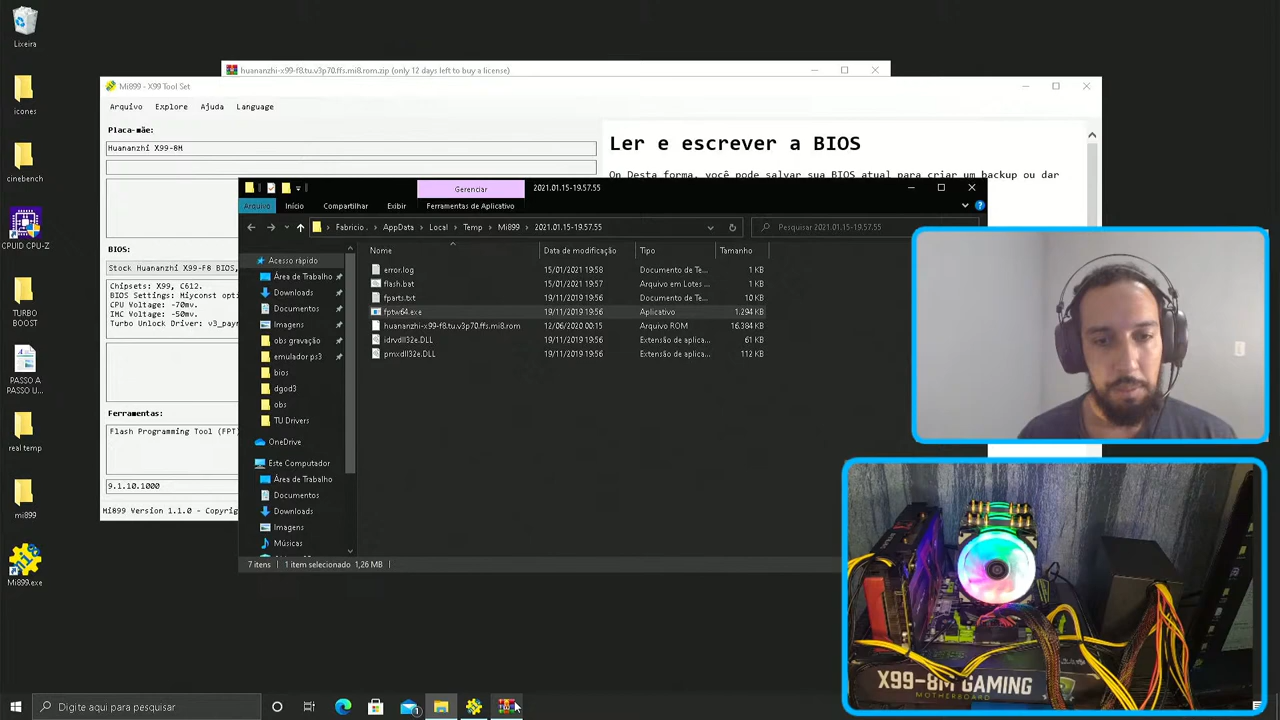 Lixeira
icones
cinebench
CPUID CPU-Z
TURBO
BOOST
PASSO A
PASSO U...
real temp
mi899
Mi899.exe
huananzhi-x99-f8.tu.v3p70.ffs.mi8.rom.zip (only 12 days left to buy a license)
Mi899 - X99 Tool Set
Arquivo Explore Ajuda Language
Placa-mãe:
Huananzhi X99-8M
BIOS:
Stock Huananzhi X99-F8 BIOS,
Chipsets: X99, C612.
BIOS Settings: Miyconst opti
CPU Voltage: -70mv.
IMC Voltage: -50mv.
Turbo Unlock Driver: v3_payn
Ferramentas:
Flash Programming Tool (FPT)
9.1.10.1000
Mi899 Version 1.1.0 - Copyrig
Ler e escrever a BIOS
On Desta forma, você pode salvar sua BIOS atual para criar um backup ou dar
Gerenciar
2021.01.15-19.57.55
Arquivo Início Compartilhar Exibir Ferramentas de Aplicativo
Fabricio . AppData Local Temp Mi899 2021.01.15-19.57.55
Pesquisar 2021.01.15-19.57.55
Acesso rápido
Área de Trabalho
Downloads
Documentos
Imagens
obs gravação
emulador ps3
bios
dgod3
obs
TU Drivers
OneDrive
Este Computador
Área de Trabalho
Documentos
Downloads
Imagens
Músicas
Nome Data de modificação Tipo Tamanho
error.log 15/01/2021 19:58 Documento de Te... 1 KB
flash.bat 15/01/2021 19:57 Arquivo em Lotes ... 1 KB
fparts.txt 19/11/2019 19:56 Documento de Te... 10 KB
fptw64.exe 19/11/2019 19:56 Aplicativo 1.294 KB
huananzhi-x99-f8.tu.v3p70.ffs.mi8.rom 12/06/2020 00:15 Arquivo ROM 16.384 KB
idrvdll32e.DLL 19/11/2019 19:56 Extensão de aplica... 61 KB
pmxdll32e.DLL 19/11/2019 19:56 Extensão de aplica... 112 KB
7 itens 1 item selecionado 1,26 MB
X99-8M GAMING
MOTHERBOARD
Digite aqui para pesquisar